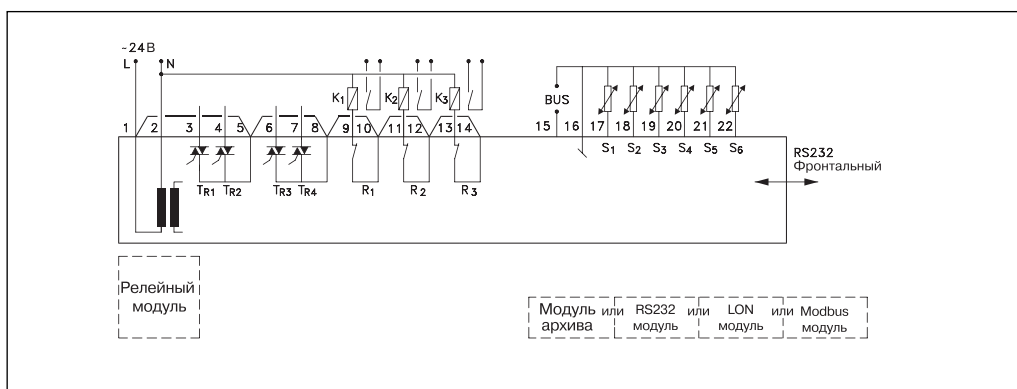 ~24В
L N
K1 K2 K3
BUS
1 2 3 4 5 6 7 8 9 10 11 12 13 14 15 16 17 18 19 20 21 22
S1 S2 S3 S4 S5 S6
RS232
Фронтальный
TR1 TR2 TR3 TR4 R1 R2 R3
Релейный
модуль
Модуль
архива
или
RS232
модуль
или
LON
модуль
или
Modbus
модуль